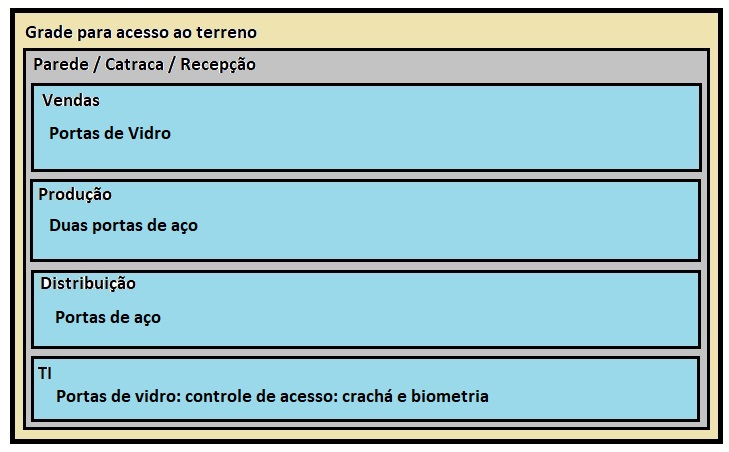 Grade para acesso ao terreno
Parede / Catraca / Recepção
Vendas
Portas de Vidro
Produção
Duas portas de aço
Distribuição
Portas de aço
TI
Portas de vidro: controle de acesso: crachá e biometria